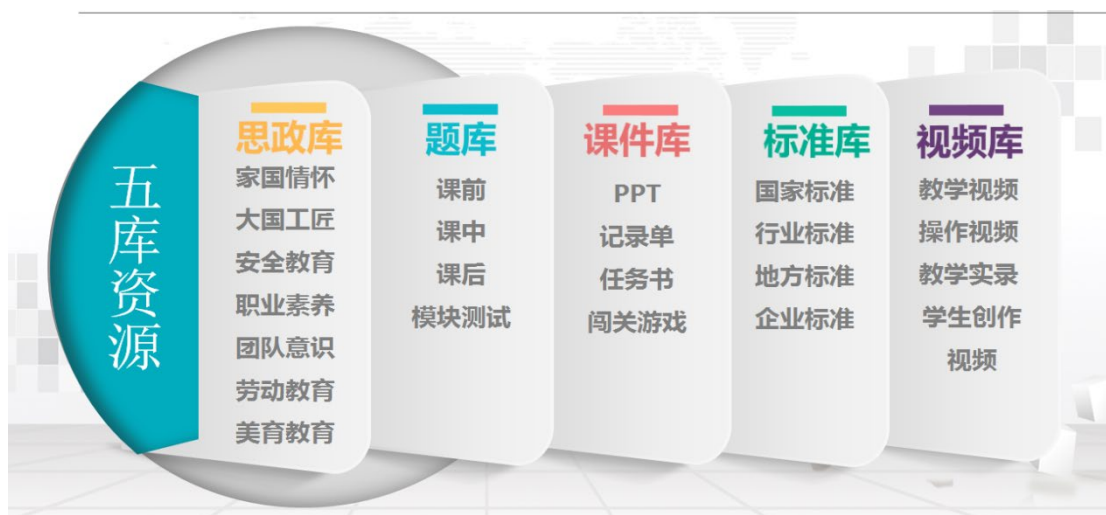 五库资源
思政库
家国情怀
大国工匠
安全教育
职业素养
团队意识
劳动教育
美育教育
题库
课前
课中
课后
模块测试
课件库
PPT
记录单
任务书
闯关游戏
标准库
国家标准
行业标准
地方标准
企业标准
视频库
教学视频
操作视频
教学实录
学生创作
视频